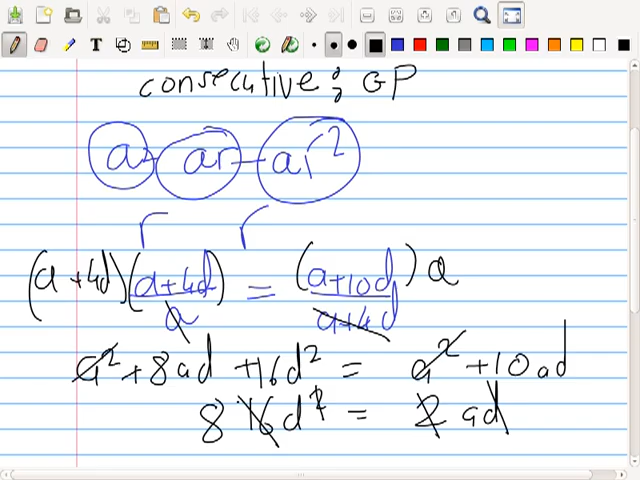 consecutive : GP
a - ar - ar²
r r
(a+4d)(a+4d)/a = (a+10d)/(a+4d) a
a² + 8ad + 16d² = a² + 10ad
8 16d² = 2 ad